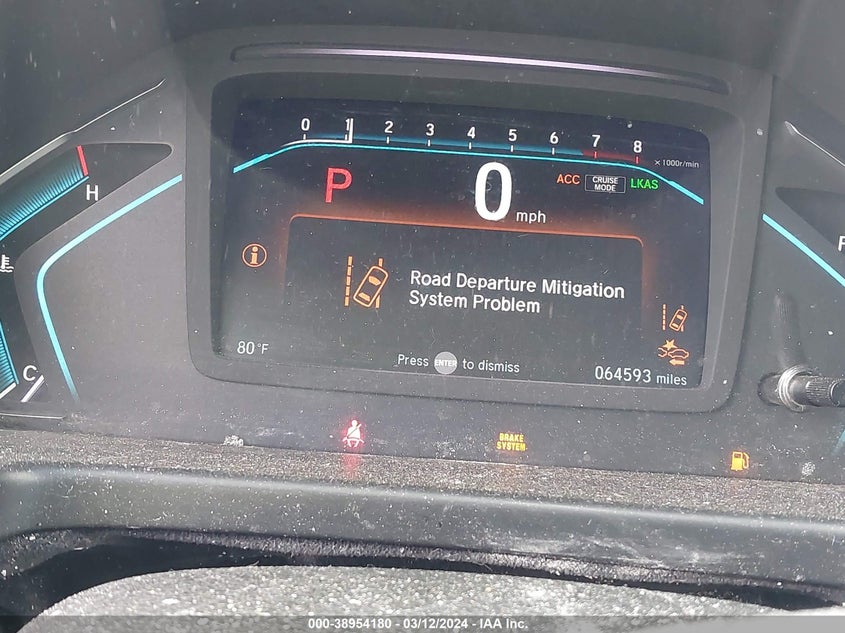 0 1 2 3 4 5 6 7 8
x1000r/min
P
0 mph
ACC CRUISE MODE LKAS
H
F
i
Road Departure Mitigation
System Problem
80°F
Press ENTER to dismiss
064593 miles
C
BRAKE
SYSTEM
000-38954180 - 03/12/2024 - IAA Inc.